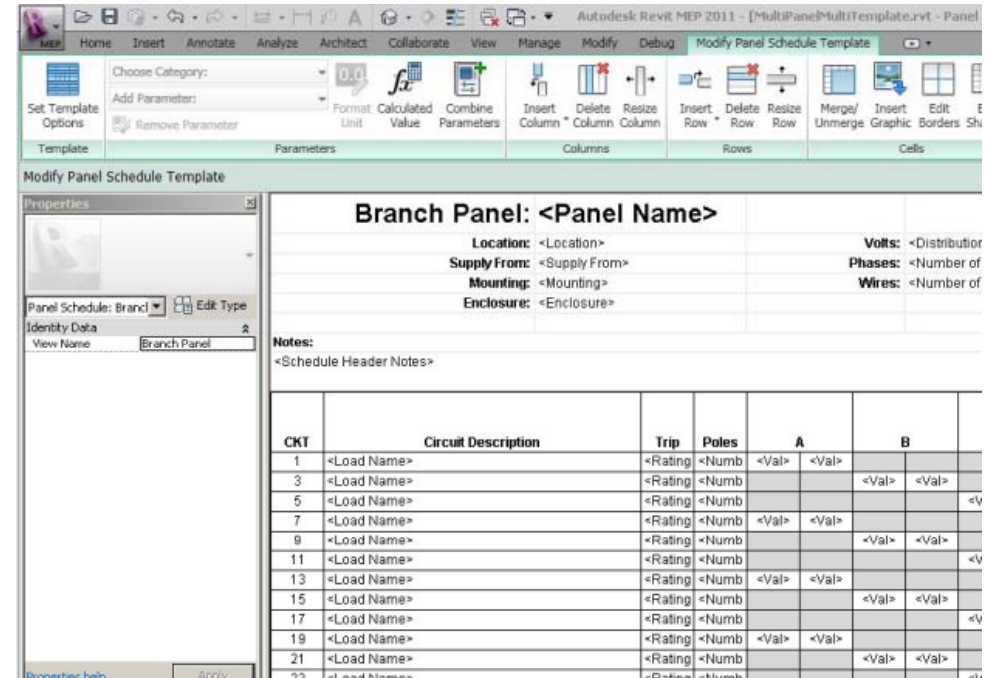 Autodesk Revit MEP 2011 - [MultiPanelMultiTemplate.rvt - Panel
MEP Home Insert Annotate Analyze Architect Collaborate View Manage Modify Debug Modify Panel Schedule Template
Set Template Options
Choose Category:
Add Parameter:
Remove Parameter
Format Unit
Calculated Value
Combine Parameters
Insert Column
Delete Column
Resize Column
Insert Row
Delete Row
Resize Row
Merge/ Unmerge
Insert Graphic
Edit Borders
Template Parameters Columns Rows Cells
Modify Panel Schedule Template
Properties
Panel Schedule: Brancl Edit Type
Identity Data
View Name Branch Panel
Properties help Apply
Branch Panel: <Panel Name>
Location: <Location> Volts: <Distribution
Supply From: <Supply From> Phases: <Number of
Mounting: <Mounting> Wires: <Number of
Enclosure: <Enclosure>
Notes:
<Schedule Header Notes>
CKT Circuit Description Trip Poles A B
1 <Load Name> <Rating <Numb <Val> <Val>
3 <Load Name> <Rating <Numb <Val> <Val>
5 <Load Name> <Rating <Numb <V
7 <Load Name> <Rating <Numb <Val> <Val>
9 <Load Name> <Rating <Numb <Val> <Val>
11 <Load Name> <Rating <Numb <V
13 <Load Name> <Rating <Numb <Val> <Val>
15 <Load Name> <Rating <Numb <Val> <Val>
17 <Load Name> <Rating <Numb <V
19 <Load Name> <Rating <Numb <Val> <Val>
21 <Load Name> <Rating <Numb <Val> <Val>
23 <Load Name> <Rating <Numb